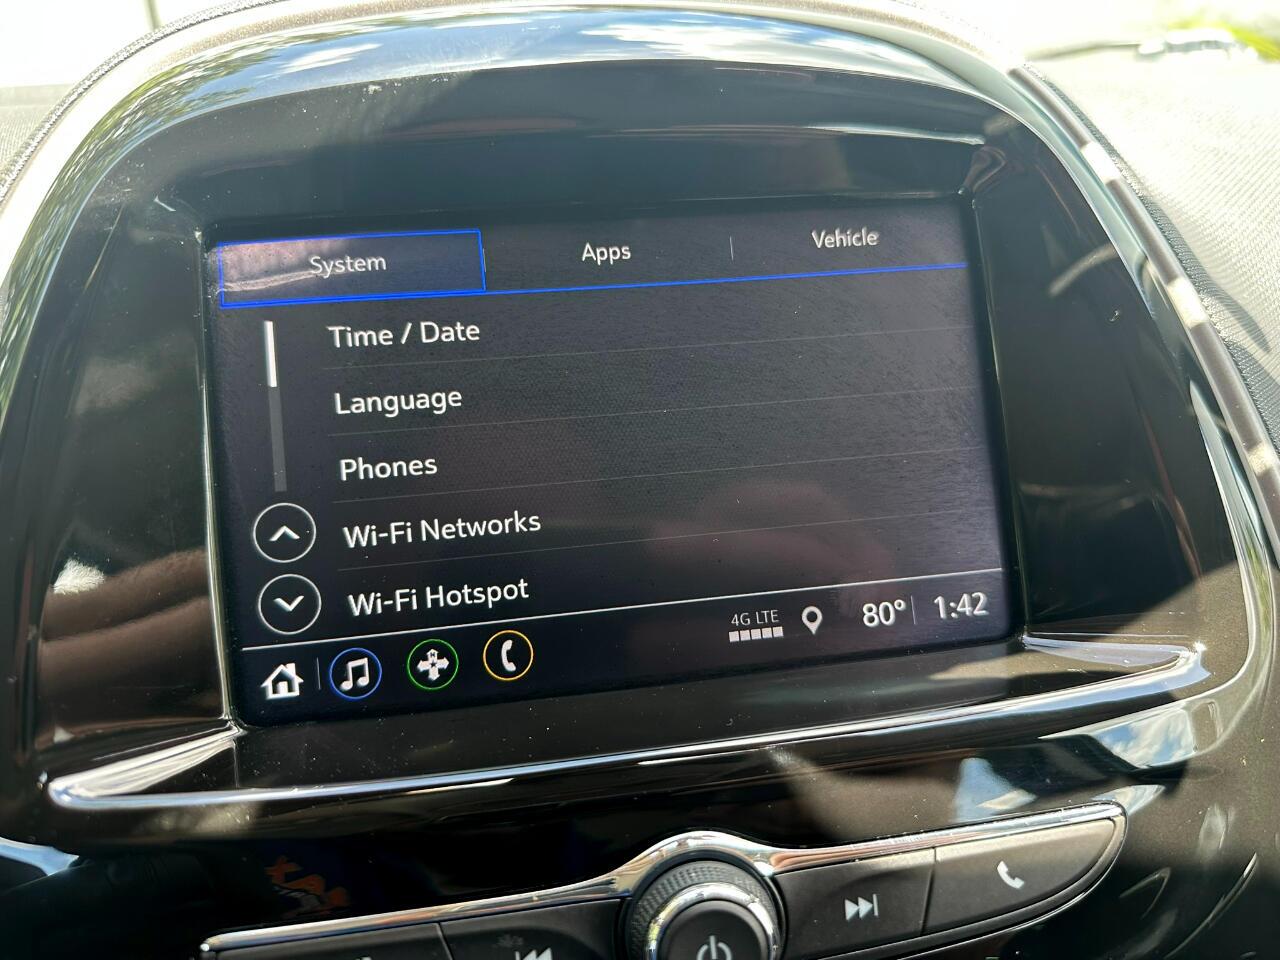 System
Apps
Vehicle
Time / Date
Language
Phones
Wi-Fi Networks
Wi-Fi Hotspot
4G LTE
80°
1:42